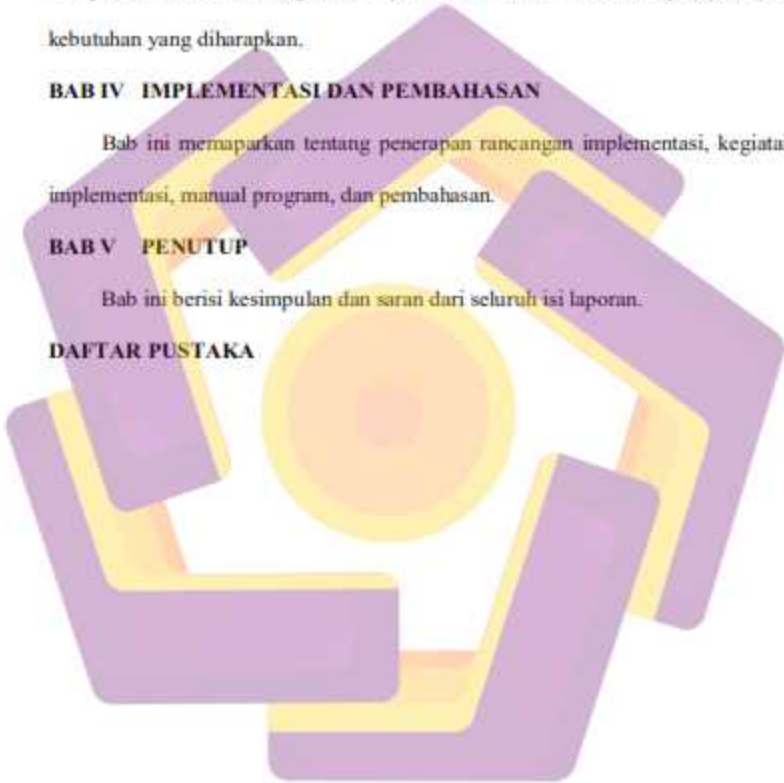 kebutuhan yang diharapkan.
BAB IV IMPLEMENTASI DAN PEMBAHASAN
Bab ini memaparkan tentang penerapan rancangan implementasi, kegiatan
implementasi, manual program, dan pembahasan.
BAB V PENUTUP
Bab ini berisi kesimpulan dan saran dari seluruh isi laporan.
DAFTAR PUSTAKA